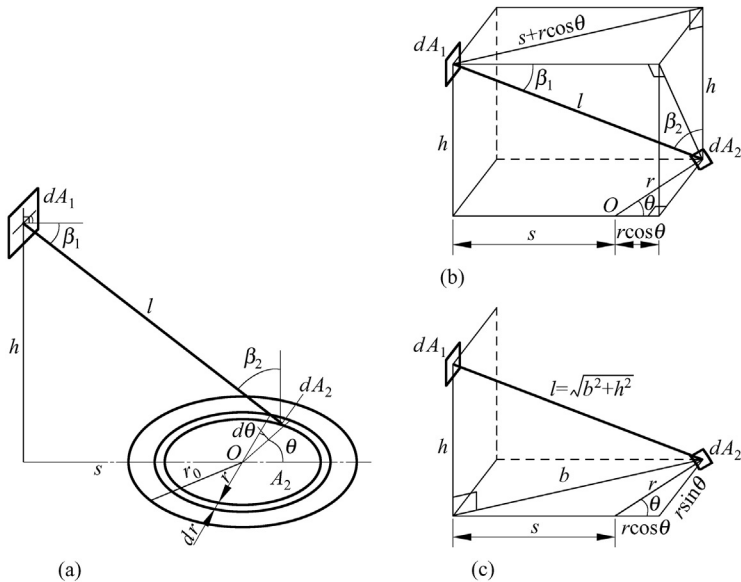 dA₁
β₁
l
h
β₂
dA₂
dθ
θ
O
s
r₀
r
A₂
dr
(a)
s+rcosθ
dA₁
β₁
l
h
β₂
h
dA₂
r
O
θ
s
rcosθ
(b)
dA₁
l=√b²+h²
h
dA₂
b
r
θ
rsinθ
s
rcosθ
(c)